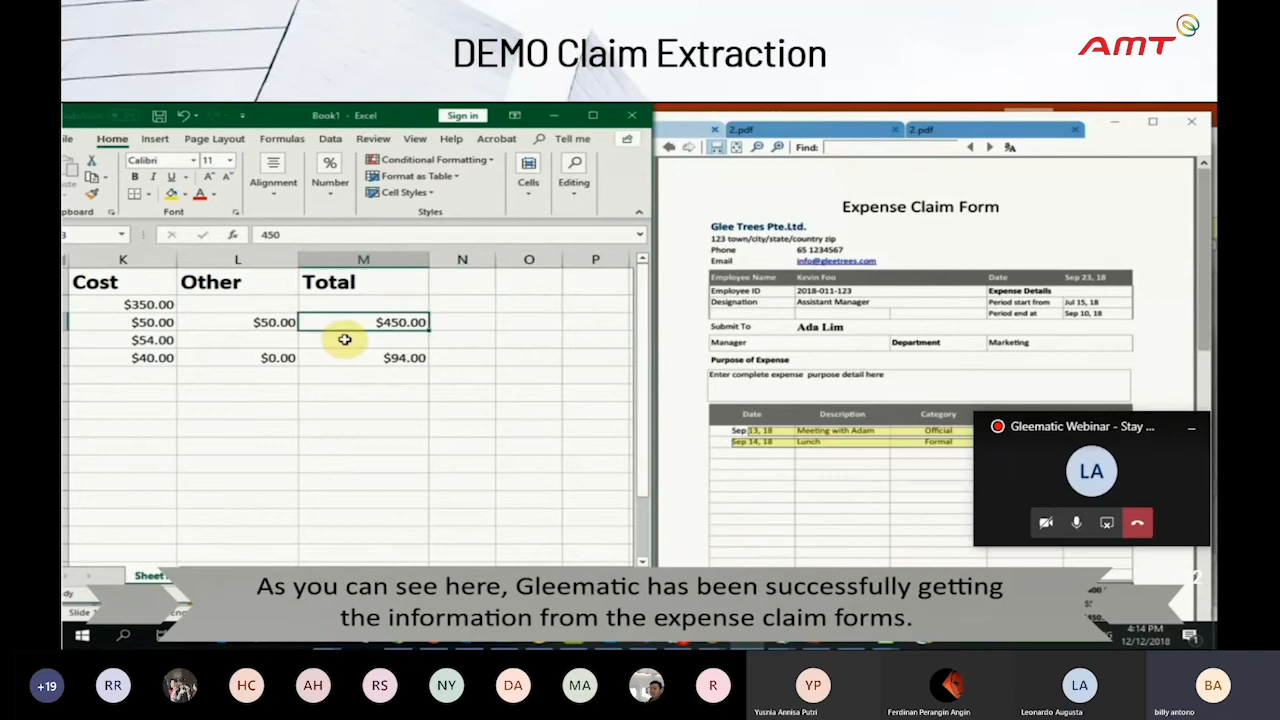 DEMO Claim Extraction
AMT
Book1 - Excel
Sign in
Home Insert Page Layout Formulas Data Review View Help Acrobat Tell me
Calibri 11
B I U
Alignment
Number
Conditional Formatting
Format as Table
Cell Styles
Cells
Editing
Font
Styles
450
K L M N O P
Cost Other Total
$350.00
$50.00 $50.00 $450.00
$54.00
$40.00 $0.00 $94.00
2.pdf
2.pdf
Find:
Expense Claim Form
Glee Trees Pte.Ltd.
123 town/city/state/country zip
Phone 65 1234567
Email info@gleetrees.com
Employee Name Kevin Foo Date Sep 23, 18
Employee ID 2018-011-123 Expense Details
Designation Assistant Manager Period start from Jul 15, 18
Period end at Sep 10, 18
Submit To Ada Lim
Manager Department Marketing
Purpose of Expense
Enter complete expense purpose detail here
Date Description Category
Sep 13, 18 Meeting with Adam Official
Sep 14, 18 Lunch Formal
Gleematic Webinar - Stay ...
LA
As you can see here, Gleematic has been successfully getting
the information from the expense claim forms.
4:14 PM
12/12/2018
+19 RR HC AH RS NY DA MA R YP LA BA
Yusnia Annisa Putri Ferdinan Perangin Angin Leonardo Augusta billy antono